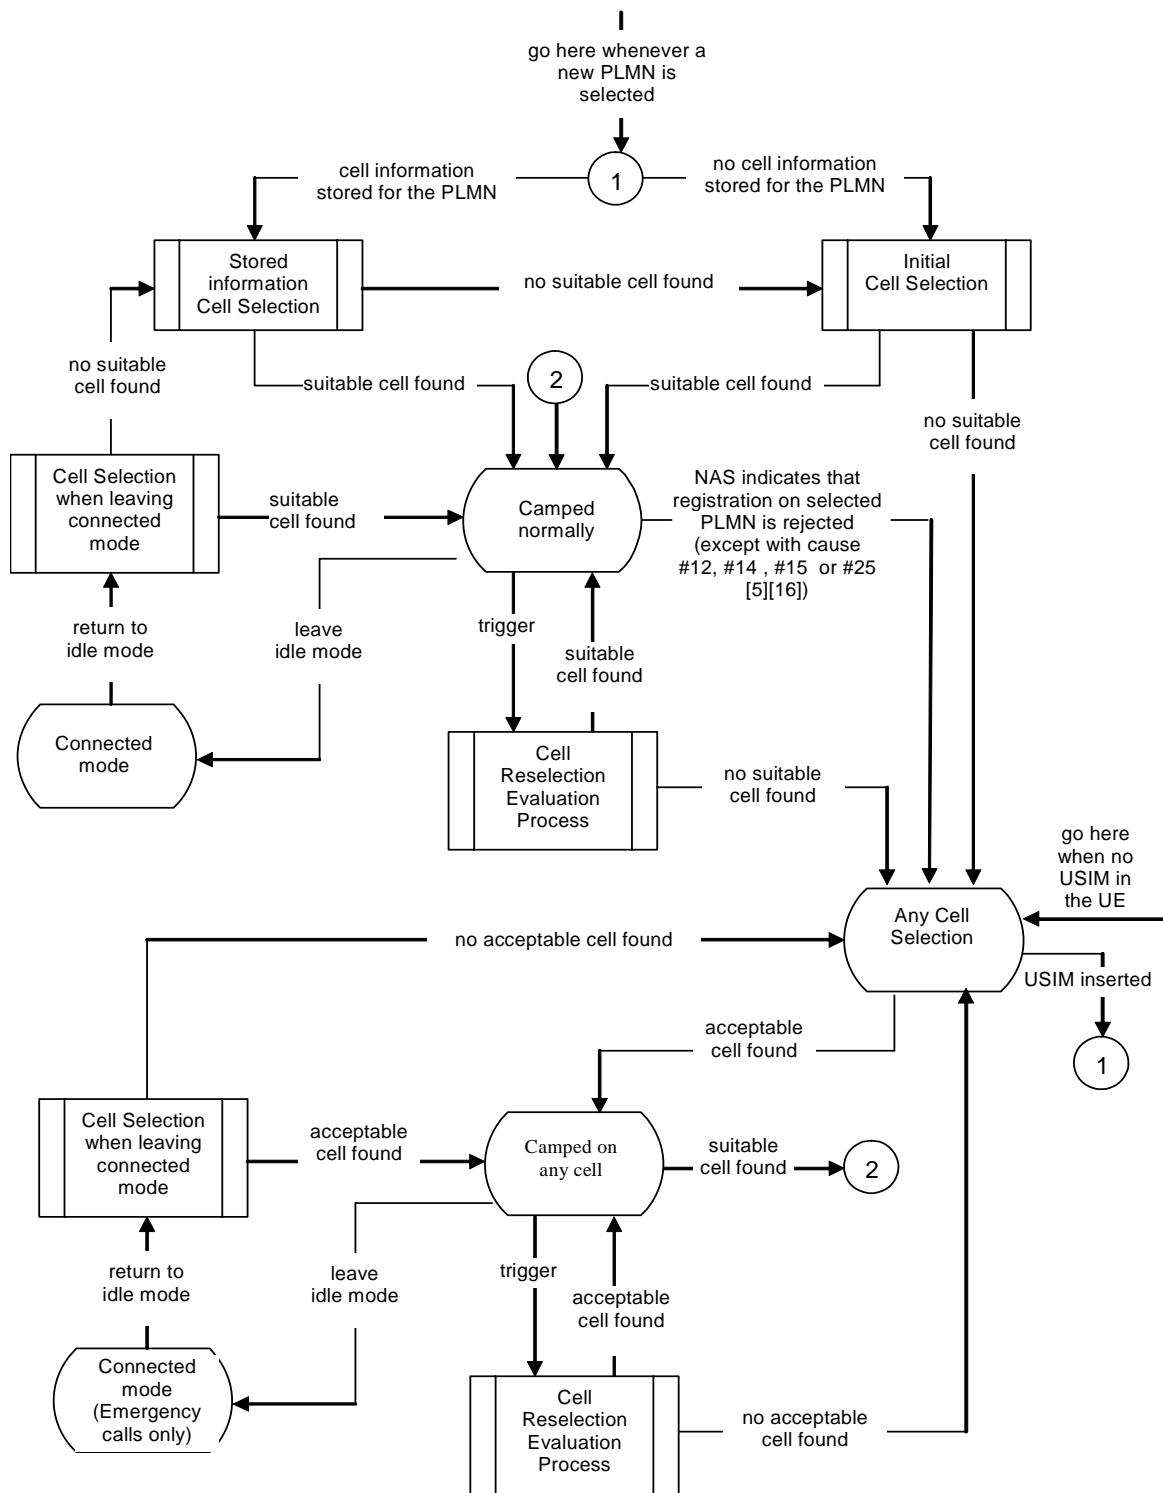 go here whenever a
new PLMN is
selected
1
cell information
stored for the PLMN
no cell information
stored for the PLMN
Stored
information
Cell Selection
no suitable cell found
Initial
Cell Selection
no suitable
cell found
suitable cell found
2
suitable cell found
no suitable
cell found
Cell Selection
when leaving
connected
mode
suitable
cell found
Camped
normally
NAS indicates that
registration on selected
PLMN is rejected
(except with cause
#12, #14 , #15 or #25
[5][16])
return to
idle mode
leave
idle mode
trigger
suitable
cell found
Connected
mode
Cell
Reselection
Evaluation
Process
no suitable
cell found
go here
when no
USIM in
the UE
Any Cell
Selection
no acceptable cell found
USIM inserted
1
acceptable
cell found
Cell Selection
when leaving
connected
mode
acceptable
cell found
Camped on
any cell
suitable
cell found
2
return to
idle mode
leave
idle mode
trigger
acceptable
cell found
Connected
mode
(Emergency
calls only)
Cell
Reselection
Evaluation
Process
no acceptable
cell found